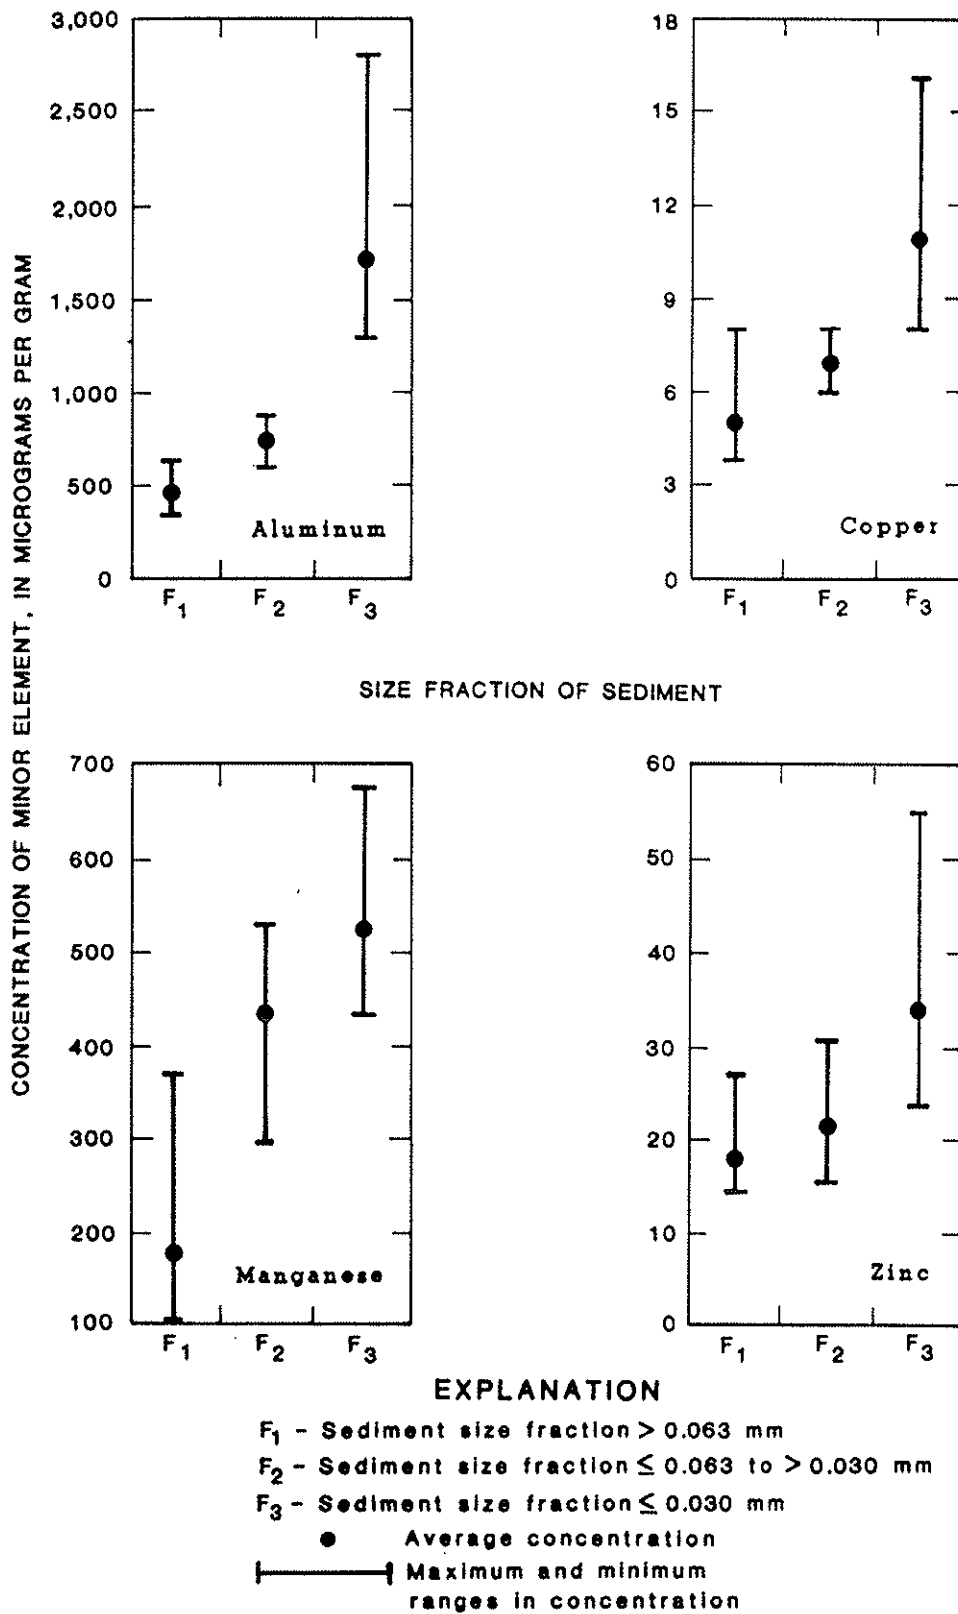 CONCENTRATION OF MINOR ELEMENT, IN MICROGRAMS PER GRAM
3,000
2,500
2,000
1,500
1,000
500
0
Aluminum
F1 F2 F3
18
15
12
9
6
3
0
Copper
F1 F2 F3
SIZE FRACTION OF SEDIMENT
700
600
500
400
300
200
100
Manganese
F1 F2 F3
60
50
40
30
20
10
0
Zinc
F1 F2 F3
EXPLANATION
F1 - Sediment size fraction > 0.063 mm
F2 - Sediment size fraction ≤ 0.063 to > 0.030 mm
F3 - Sediment size fraction ≤ 0.030 mm
Average concentration
Maximum and minimum
ranges in concentration